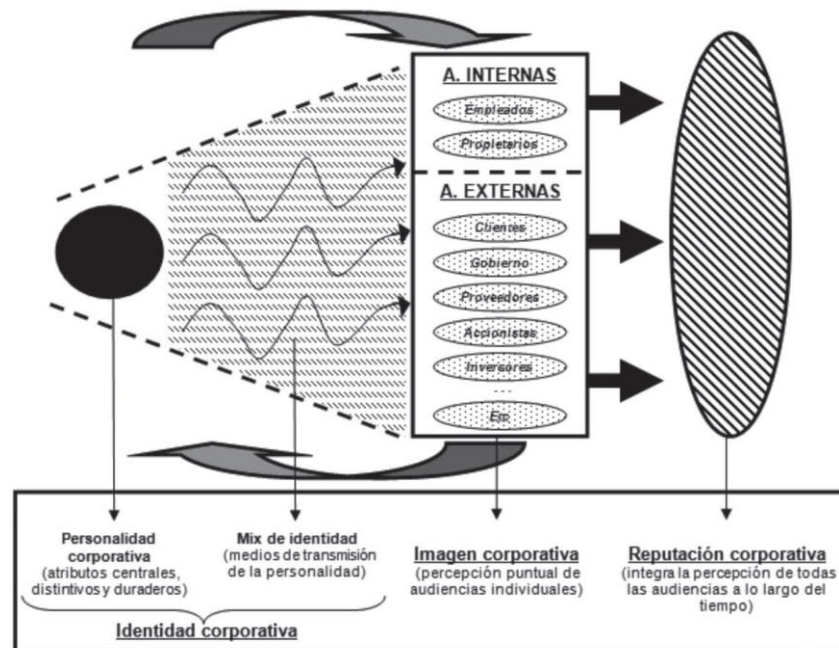 A. INTERNAS
Empleados
Propietarios
A. EXTERNAS
Clientes
Gobierno
Proveedores
Accionistas
Inversores
...
Personalidad
corporativa
(atributos centrales,
distintivos y duraderos)
Mix de identidad
(medios de transmisión
de la personalidad)
Identidad corporativa
Imagen corporativa
(percepción puntual de
audiencias individuales)
Reputación corporativa
(integra la percepción de todas
las audiencias a lo largo del
tiempo)